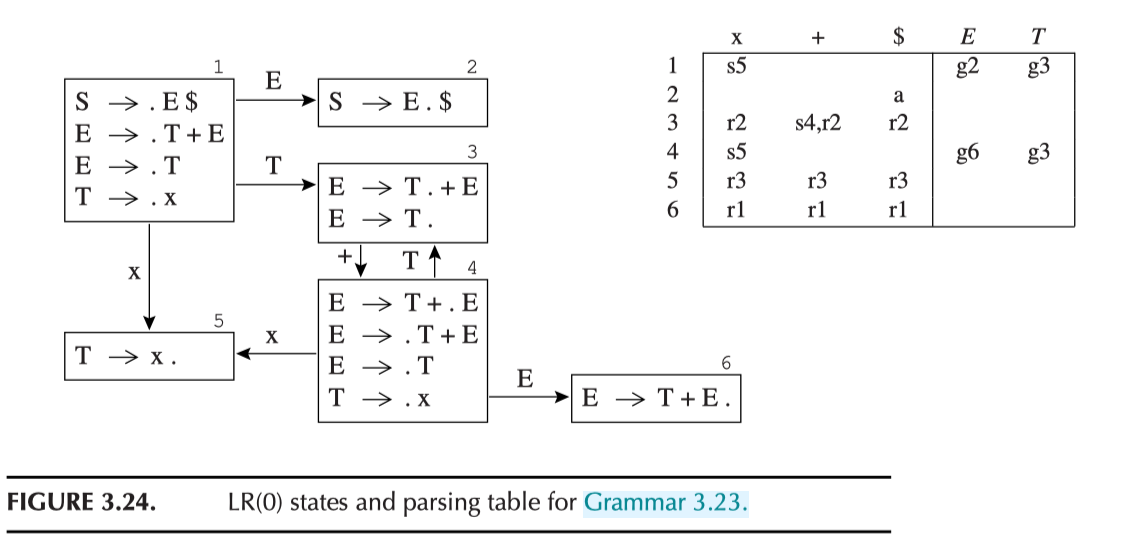 1
S → . E $
E → . T + E
E → . T
T → . x
E
2
S → E . $
T
3
E → T . + E
E → T .
x
+
T
4
E → T + . E
E → . T + E
E → . T
T → . x
x
5
T → x .
E
6
E → T + E .
x + $ E T
1 s5 g2 g3
2 a
3 r2 s4,r2 r2
4 s5 g6 g3
5 r3 r3 r3
6 r1 r1 r1
FIGURE 3.24. LR(0) states and parsing table for Grammar 3.23.